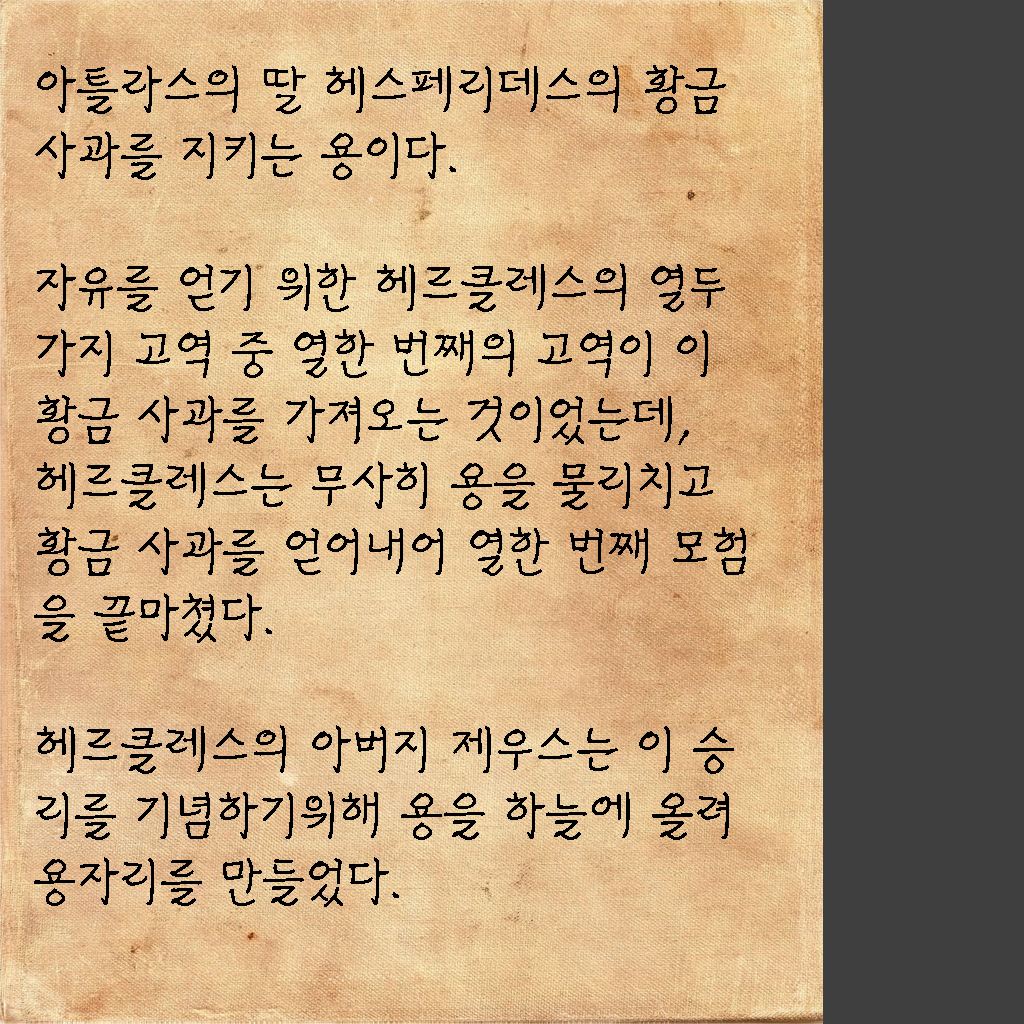 아틀라스의 딸 헤스페리데스의 황금
사과를 지키는 용이다.
자유를 얻기 위한 헤르클레스의 열두
가지 고역 중 열한 번째의 고역이 이
황금 사과를 가져오는 것이었는데,
헤르클레스는 무사히 용을 물리치고
황금 사과를 얻어내어 열한 번째 모험
을 끝마쳤다.
헤르클레스의 아버지 제우스는 이 승
리를 기념하기위해 용을 하늘에 올려
용자리를 만들었다.